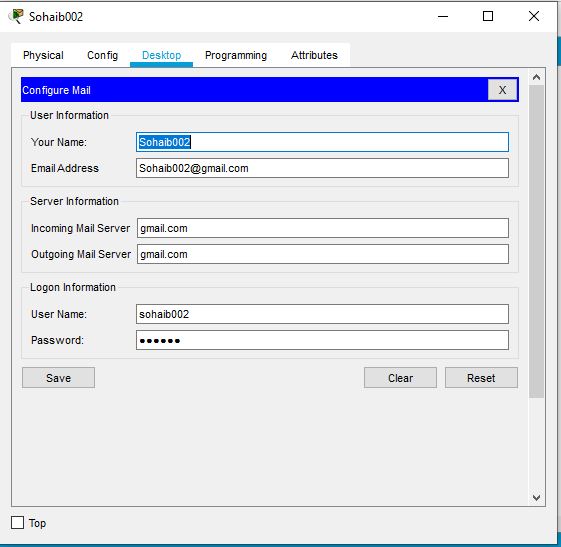 Sohaib002
Physical Config Desktop Programming Attributes
Configure Mail X
User Information
Your Name: Sohaib002
Email Address Sohaib002@gmail.com
Server Information
Incoming Mail Server gmail.com
Outgoing Mail Server gmail.com
Logon Information
User Name: sohaib002
Password: ●●●●●●
Save Clear Reset
Top